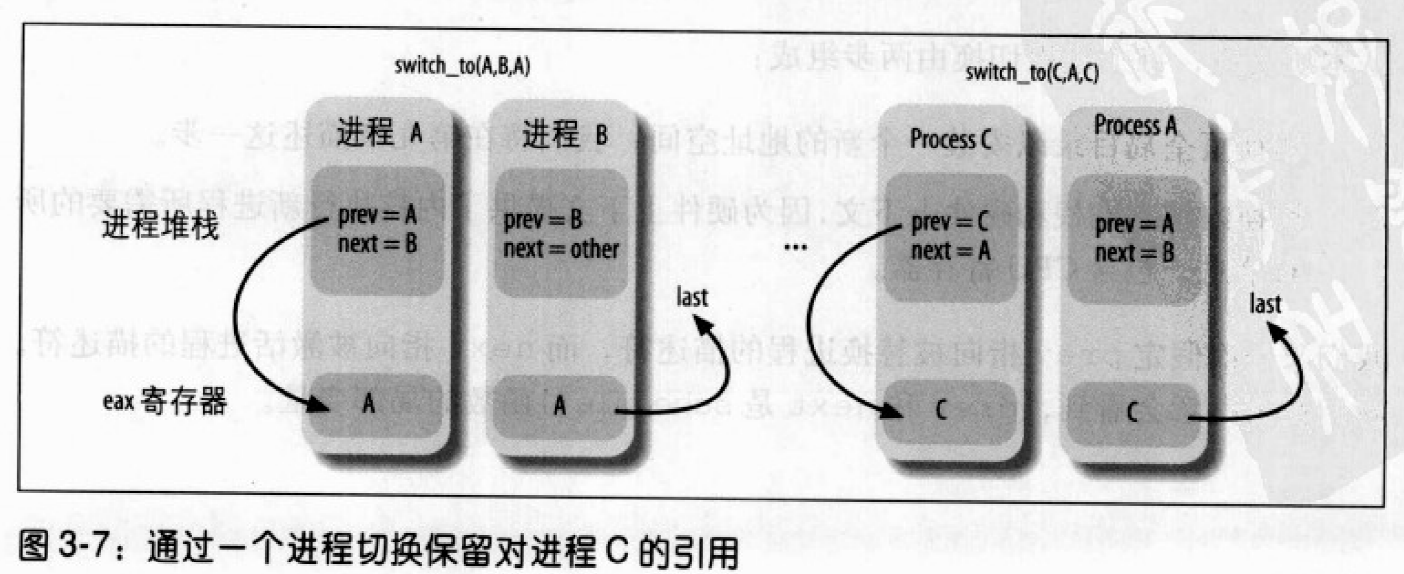 switch_to(A,B,A)
switch_to(C,A,C)
进程 A
进程 B
Process C
Process A
进程堆栈
prev = A
next = B
prev = B
next = other
...
prev = C
next = A
prev = A
next = B
last
last
eax 寄存器
A
A
C
C
图 3-7：通过一个进程切换保留对进程 C 的引用